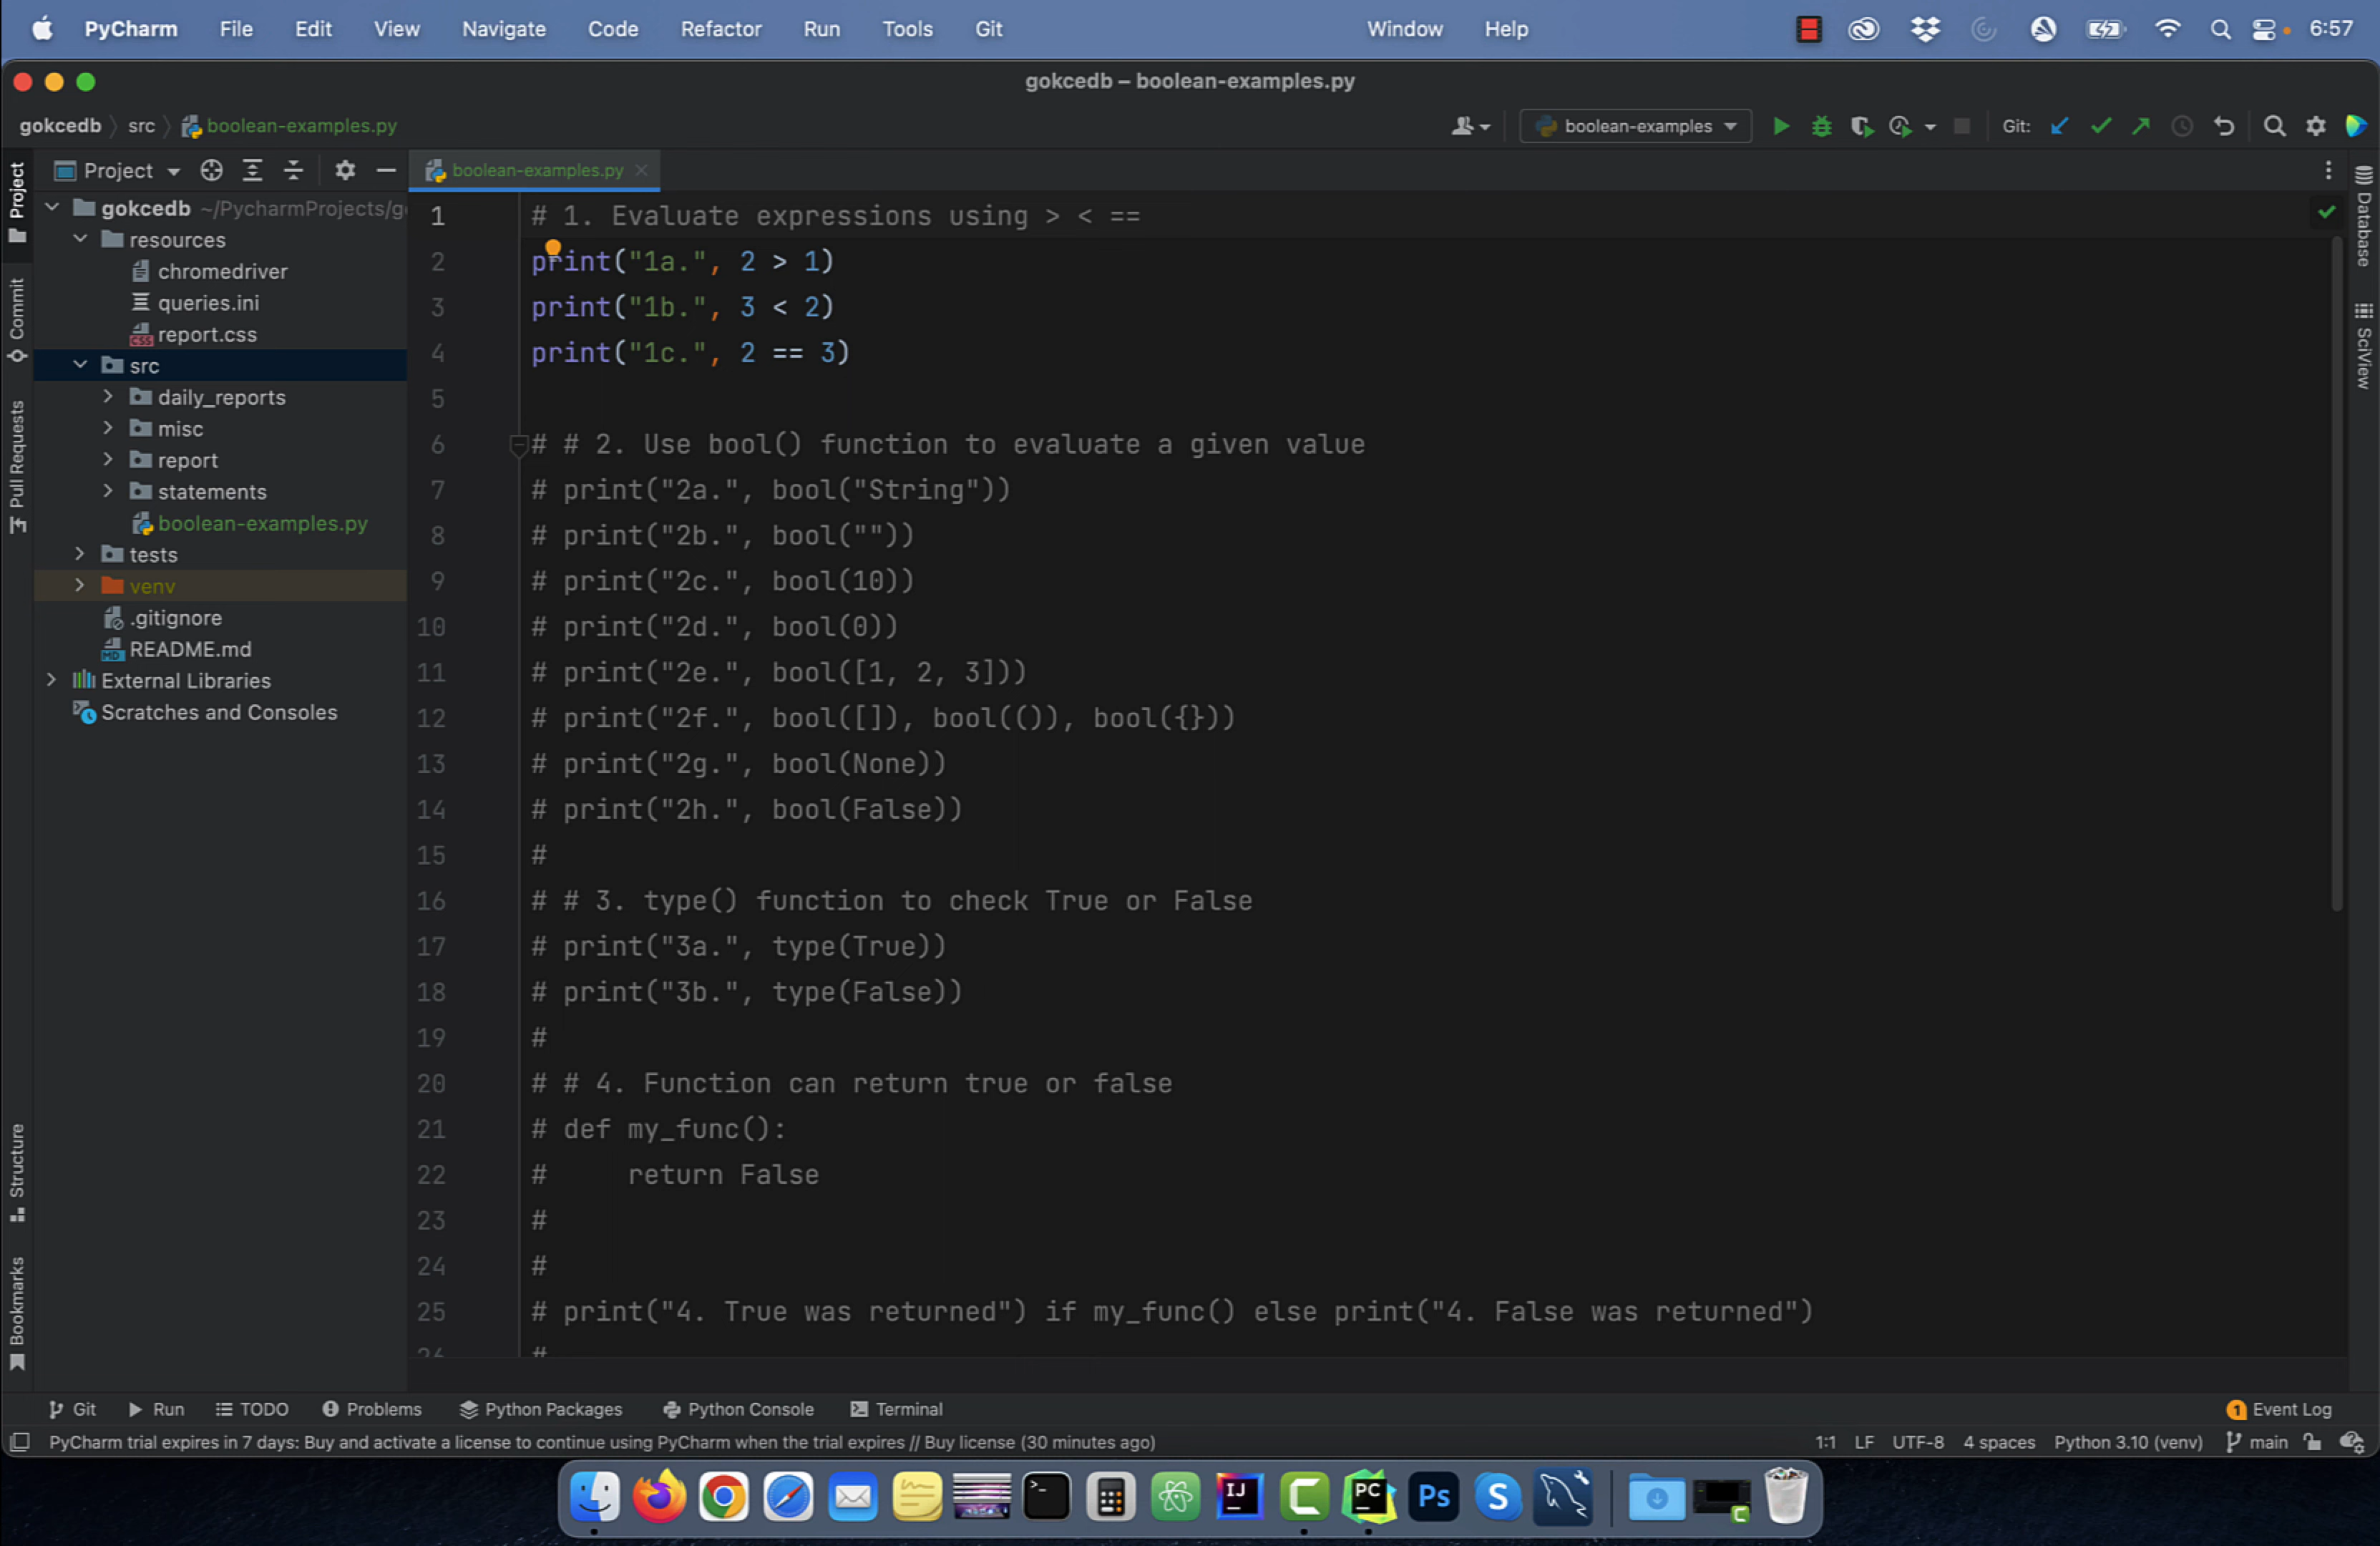 PyCharm File Edit View Navigate Code Refactor Run Tools Git Window Help 6:57
gokcedb – boolean-examples.py
gokcedb src boolean-examples.py boolean-examples Git:
Project
boolean-examples.py
Project
Commit
Pull Requests
Structure
Bookmarks
gokcedb ~/PycharmProjects/g
resources
chromedriver
queries.ini
report.css
src
daily_reports
misc
report
statements
boolean-examples.py
tests
venv
.gitignore
README.md
External Libraries
Scratches and Consoles
1 # 1. Evaluate expressions using > < ==
2 print("1a.", 2 > 1)
3 print("1b.", 3 < 2)
4 print("1c.", 2 == 3)
5
6 # # 2. Use bool() function to evaluate a given value
7 # print("2a.", bool("String"))
8 # print("2b.", bool(""))
9 # print("2c.", bool(10))
10 # print("2d.", bool(0))
11 # print("2e.", bool([1, 2, 3]))
12 # print("2f.", bool([]), bool(()), bool({}))
13 # print("2g.", bool(None))
14 # print("2h.", bool(False))
15 #
16 # # 3. type() function to check True or False
17 # print("3a.", type(True))
18 # print("3b.", type(False))
19 #
20 # # 4. Function can return true or false
21 # def my_func():
22 #     return False
23 #
24 #
25 # print("4. True was returned") if my_func() else print("4. False was returned")
26 #
Database
SciView
Git Run TODO Problems Python Packages Python Console Terminal 1 Event Log
PyCharm trial expires in 7 days: Buy and activate a license to continue using PyCharm when the trial expires // Buy license (30 minutes ago) 1:1 LF UTF-8 4 spaces Python 3.10 (venv) main
IJ C PC Ps S